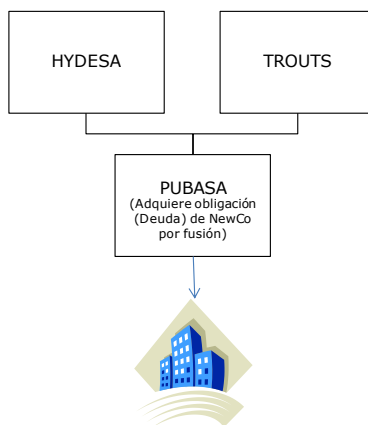 HYDESA
TROUTS
PUBASA
(Adquiere obligación
(Deuda) de NewCo
por fusión)